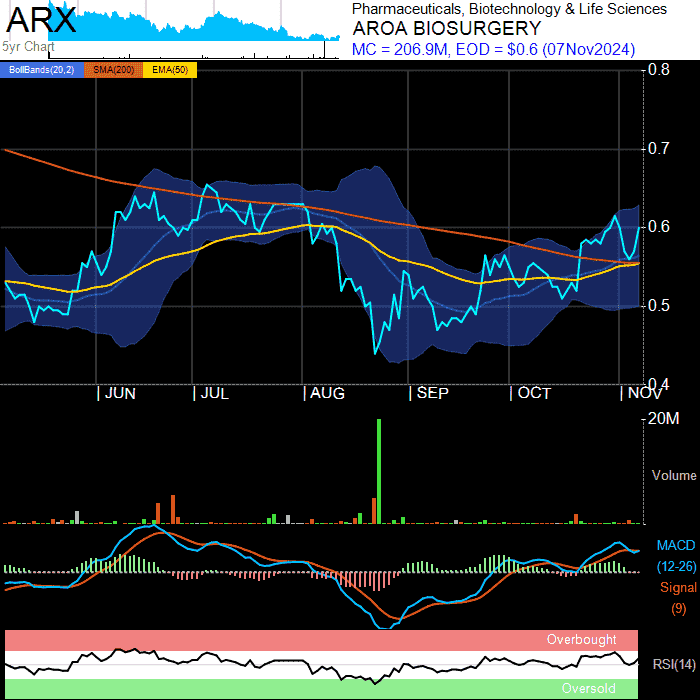 ARX
5yr Chart
Pharmaceuticals, Biotechnology & Life Sciences
AROA BIOSURGERY
MC = 206.9M, EOD = $0.6 (07Nov2024)
BollBands(20,2) SMA(200) EMA(50)
0.8
0.7
0.6
0.5
0.4
JUN JUL AUG SEP OCT NOV
20M
Volume
MACD
(12-26)
Signal
(9)
Overbought
RSI(14)
Oversold